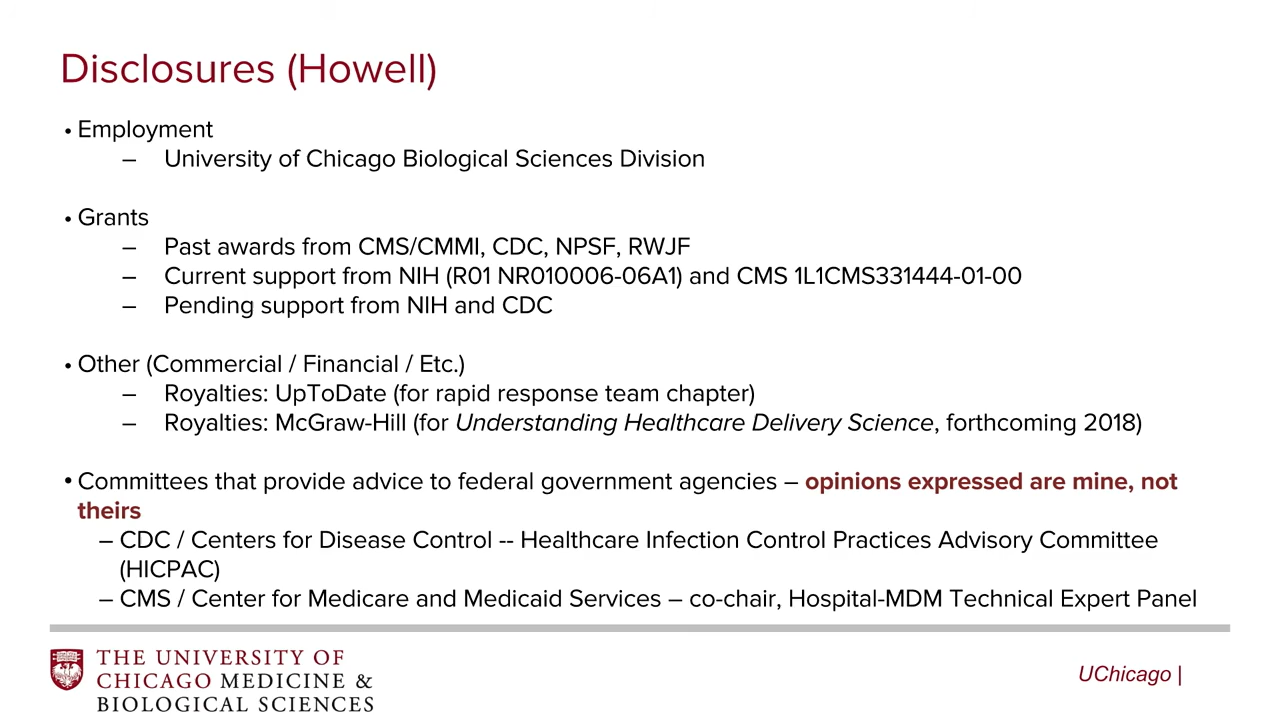 Disclosures (Howell)
• Employment
– University of Chicago Biological Sciences Division
• Grants
– Past awards from CMS/CMMI, CDC, NPSF, RWJF
– Current support from NIH (R01 NR010006-06A1) and CMS 1L1CMS331444-01-00
– Pending support from NIH and CDC
• Other (Commercial / Financial / Etc.)
– Royalties: UpToDate (for rapid response team chapter)
– Royalties: McGraw-Hill (for Understanding Healthcare Delivery Science, forthcoming 2018)
• Committees that provide advice to federal government agencies – opinions expressed are mine, not
theirs
– CDC / Centers for Disease Control -- Healthcare Infection Control Practices Advisory Committee
(HICPAC)
– CMS / Center for Medicare and Medicaid Services – co-chair, Hospital-MDM Technical Expert Panel
THE UNIVERSITY OF
CHICAGO MEDICINE &
BIOLOGICAL SCIENCES
UChicago |